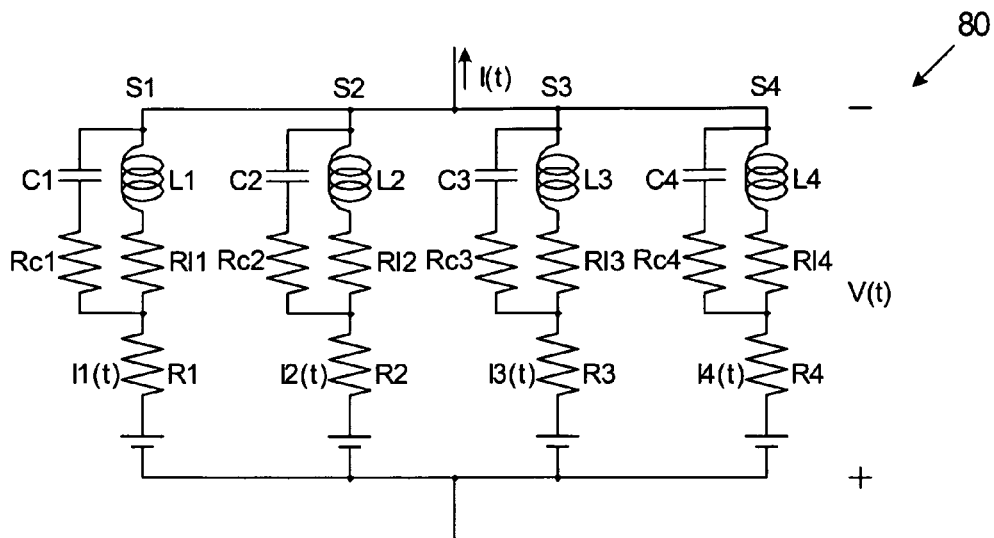 80
I(t)
S1 S2 S3 S4
−
C1 L1 C2 L2 C3 L3 C4 L4
Rc1 Rl1 Rc2 Rl2 Rc3 Rl3 Rc4 Rl4
V(t)
I1(t) R1 I2(t) R2 I3(t) R3 I4(t) R4
+